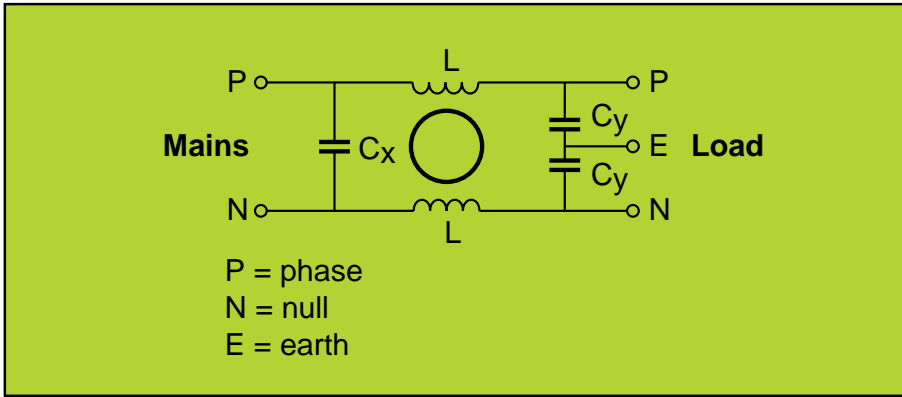 L
P P
Cy
Mains Cx E Load
Cy
N N
L
P = phase
N = null
E = earth